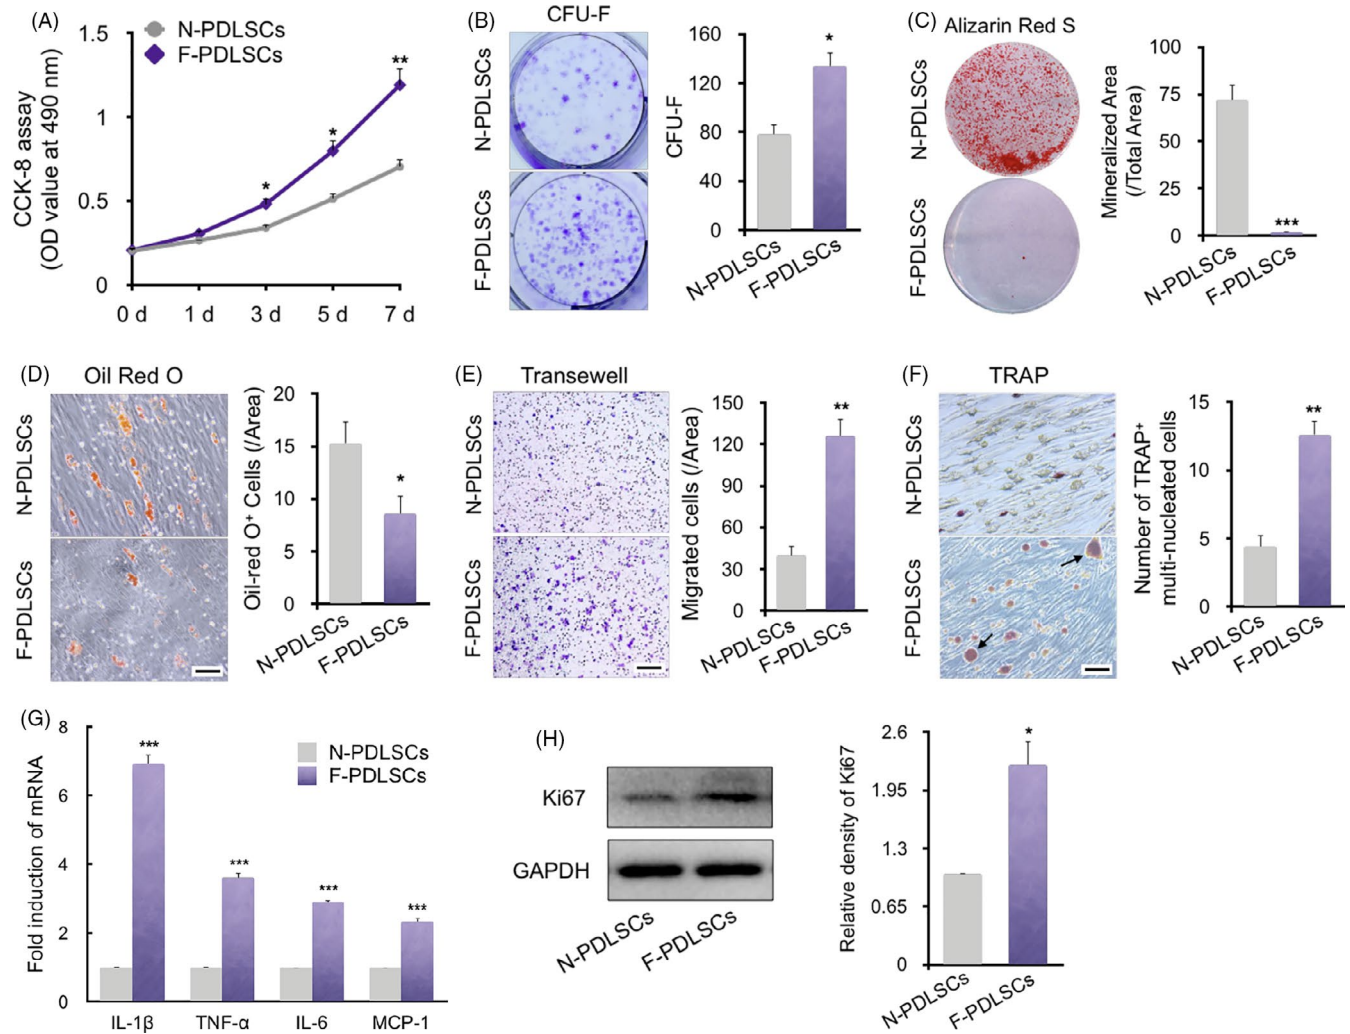 (A)
N-PDLSCs
F-PDLSCs
CCK-8 assay
(OD value at 490 nm)
1.5
1
0.5
0
0 d 1 d 3 d 5 d 7 d
* * **
(B)
CFU-F
N-PDLSCs
F-PDLSCs
CFU-F
160
120
80
40
0
*
N-PDLSCs
F-PDLSCs
(C)
Alizarin Red S
N-PDLSCs
F-PDLSCs
Mineralized Area
(/Total Area)
100
75
50
25
0
***
N-PDLSCs
F-PDLSCs
(D)
Oil Red O
N-PDLSCs
F-PDLSCs
Oil-red O⁺ Cells (/Area)
20
15
10
5
0
*
N-PDLSCs
F-PDLSCs
(E)
Transewell
N-PDLSCs
F-PDLSCs
Migrated cells (/Area)
150
120
90
60
30
0
**
N-PDLSCs
F-PDLSCs
(F)
TRAP
N-PDLSCs
F-PDLSCs
Number of TRAP⁺
multi-nucleated cells
15
10
5
0
**
N-PDLSCs
F-PDLSCs
(G)
Fold induction of mRNA
8
6
4
2
0
N-PDLSCs
F-PDLSCs
*** *** *** ***
IL-1β TNF-α IL-6 MCP-1
(H)
Ki67
GAPDH
N-PDLSCs
F-PDLSCs
Relative density of Ki67
2.6
1.95
1.3
0.65
0
*
N-PDLSCs
F-PDLSCs